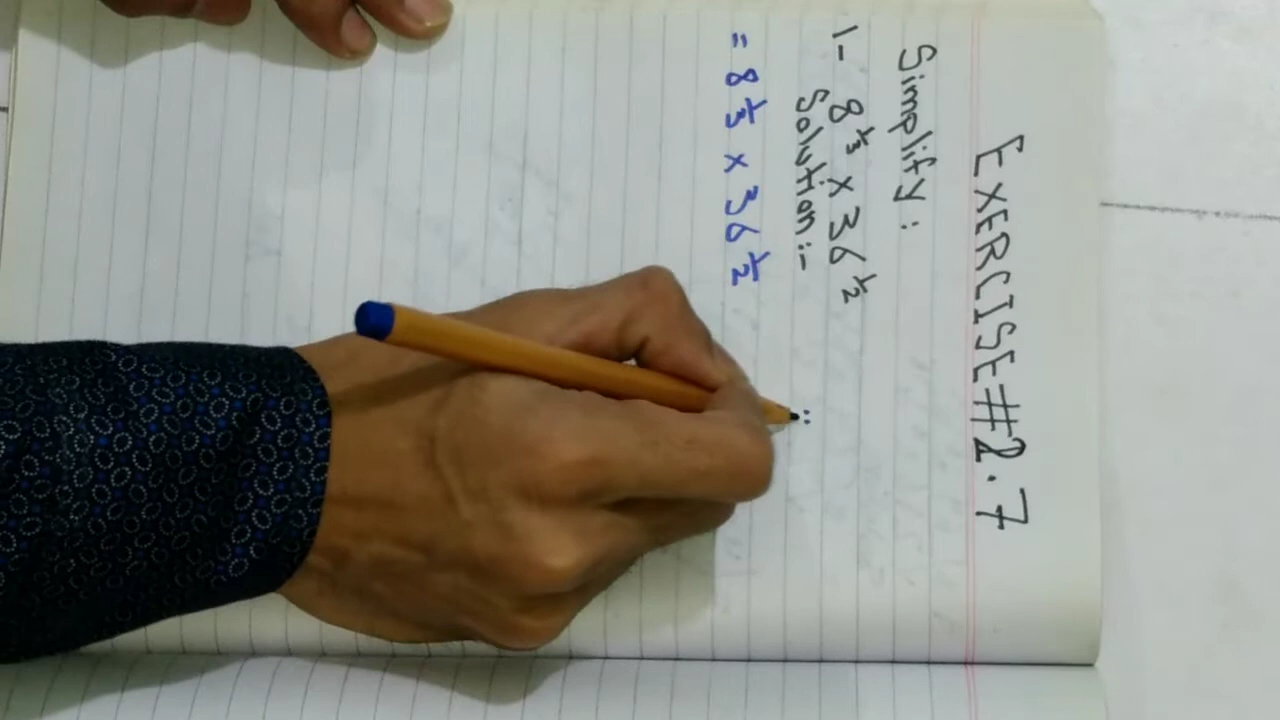 EXERCISE#2.7
Simplify:
1- 8^1/3 × 36^1/2
Solution:-
= 8^1/3 × 36^1/2
: